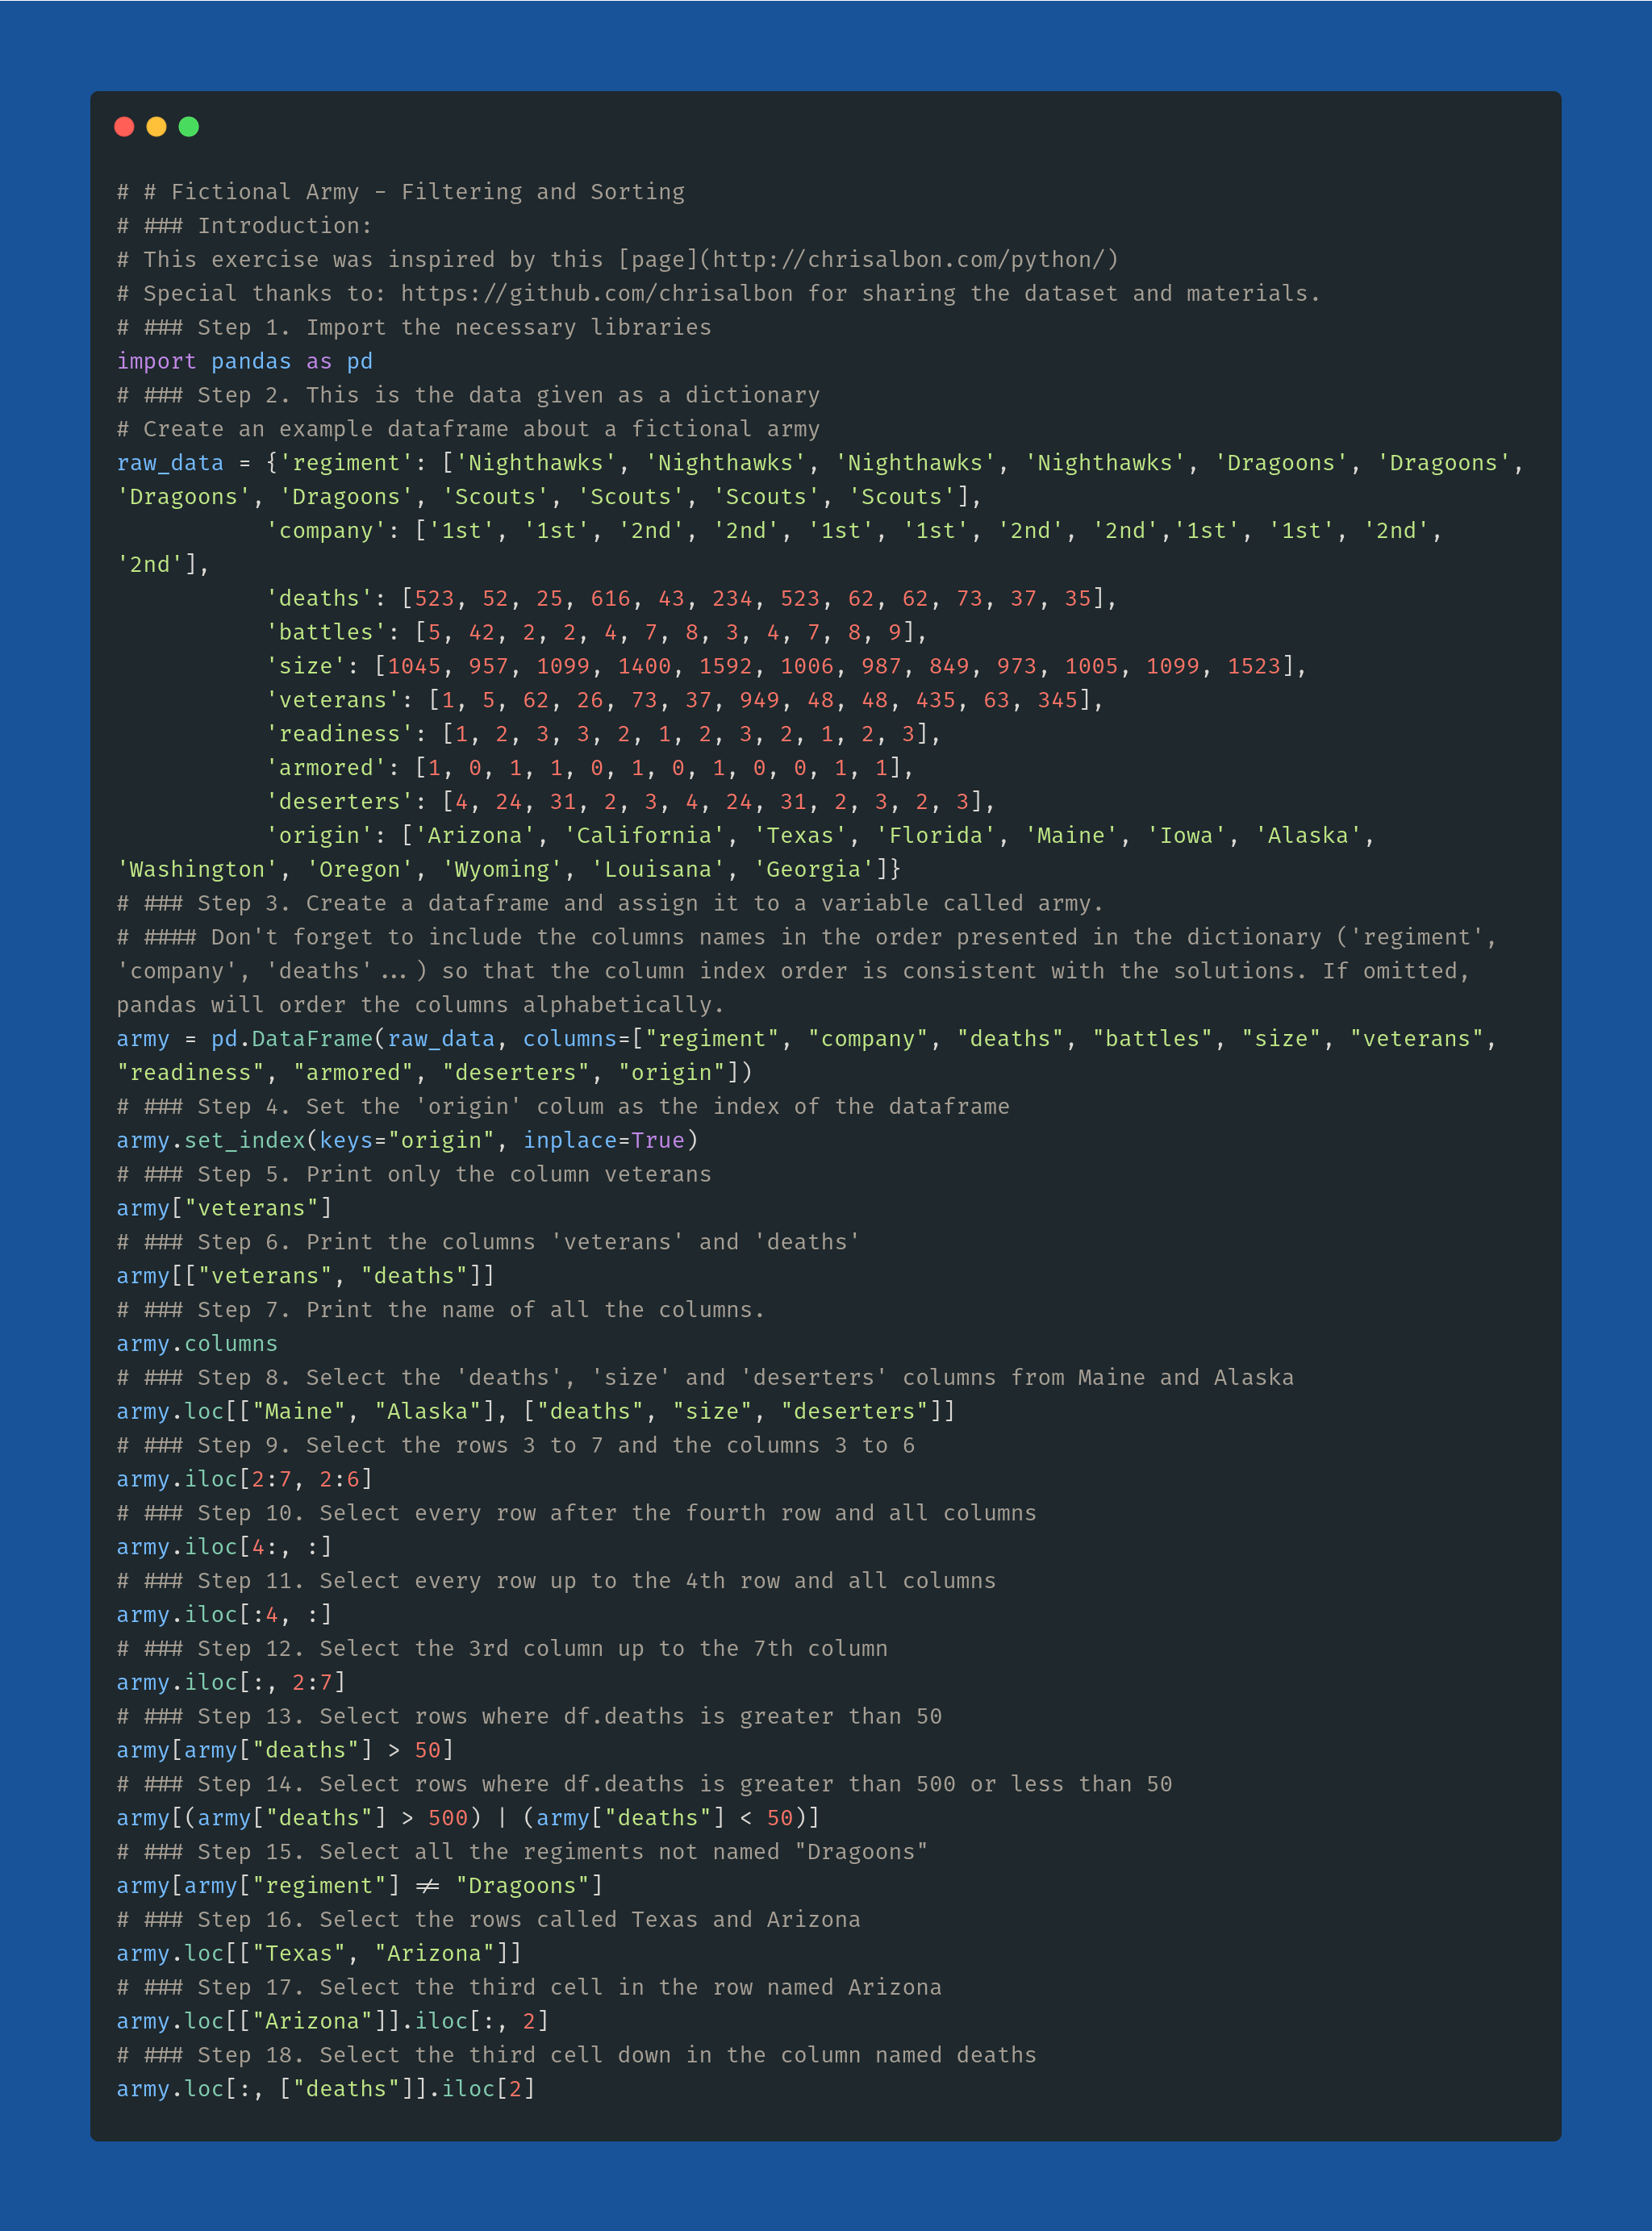 # # Fictional Army - Filtering and Sorting
# ### Introduction:
# This exercise was inspired by this [page](http://chrisalbon.com/python/)
# Special thanks to: https://github.com/chrisalbon for sharing the dataset and materials.
# ### Step 1. Import the necessary libraries
import pandas as pd
# ### Step 2. This is the data given as a dictionary
# Create an example dataframe about a fictional army
raw_data = {'regiment': ['Nighthawks', 'Nighthawks', 'Nighthawks', 'Nighthawks', 'Dragoons', 'Dragoons',
'Dragoons', 'Dragoons', 'Scouts', 'Scouts', 'Scouts', 'Scouts'],
           'company': ['1st', '1st', '2nd', '2nd', '1st', '1st', '2nd', '2nd','1st', '1st', '2nd',
'2nd'],
           'deaths': [523, 52, 25, 616, 43, 234, 523, 62, 62, 73, 37, 35],
           'battles': [5, 42, 2, 2, 4, 7, 8, 3, 4, 7, 8, 9],
           'size': [1045, 957, 1099, 1400, 1592, 1006, 987, 849, 973, 1005, 1099, 1523],
           'veterans': [1, 5, 62, 26, 73, 37, 949, 48, 48, 435, 63, 345],
           'readiness': [1, 2, 3, 3, 2, 1, 2, 3, 2, 1, 2, 3],
           'armored': [1, 0, 1, 1, 0, 1, 0, 1, 0, 0, 1, 1],
           'deserters': [4, 24, 31, 2, 3, 4, 24, 31, 2, 3, 2, 3],
           'origin': ['Arizona', 'California', 'Texas', 'Florida', 'Maine', 'Iowa', 'Alaska',
'Washington', 'Oregon', 'Wyoming', 'Louisana', 'Georgia']}
# ### Step 3. Create a dataframe and assign it to a variable called army.
# #### Don't forget to include the columns names in the order presented in the dictionary ('regiment',
'company', 'deaths'...) so that the column index order is consistent with the solutions. If omitted,
pandas will order the columns alphabetically.
army = pd.DataFrame(raw_data, columns=["regiment", "company", "deaths", "battles", "size", "veterans",
"readiness", "armored", "deserters", "origin"])
# ### Step 4. Set the 'origin' colum as the index of the dataframe
army.set_index(keys="origin", inplace=True)
# ### Step 5. Print only the column veterans
army["veterans"]
# ### Step 6. Print the columns 'veterans' and 'deaths'
army[["veterans", "deaths"]]
# ### Step 7. Print the name of all the columns.
army.columns
# ### Step 8. Select the 'deaths', 'size' and 'deserters' columns from Maine and Alaska
army.loc[["Maine", "Alaska"], ["deaths", "size", "deserters"]]
# ### Step 9. Select the rows 3 to 7 and the columns 3 to 6
army.iloc[2:7, 2:6]
# ### Step 10. Select every row after the fourth row and all columns
army.iloc[4:, :]
# ### Step 11. Select every row up to the 4th row and all columns
army.iloc[:4, :]
# ### Step 12. Select the 3rd column up to the 7th column
army.iloc[:, 2:7]
# ### Step 13. Select rows where df.deaths is greater than 50
army[army["deaths"] > 50]
# ### Step 14. Select rows where df.deaths is greater than 500 or less than 50
army[(army["deaths"] > 500) | (army["deaths"] < 50)]
# ### Step 15. Select all the regiments not named "Dragoons"
army[army["regiment"] != "Dragoons"]
# ### Step 16. Select the rows called Texas and Arizona
army.loc[["Texas", "Arizona"]]
# ### Step 17. Select the third cell in the row named Arizona
army.loc[["Arizona"]].iloc[:, 2]
# ### Step 18. Select the third cell down in the column named deaths
army.loc[:, ["deaths"]].iloc[2]